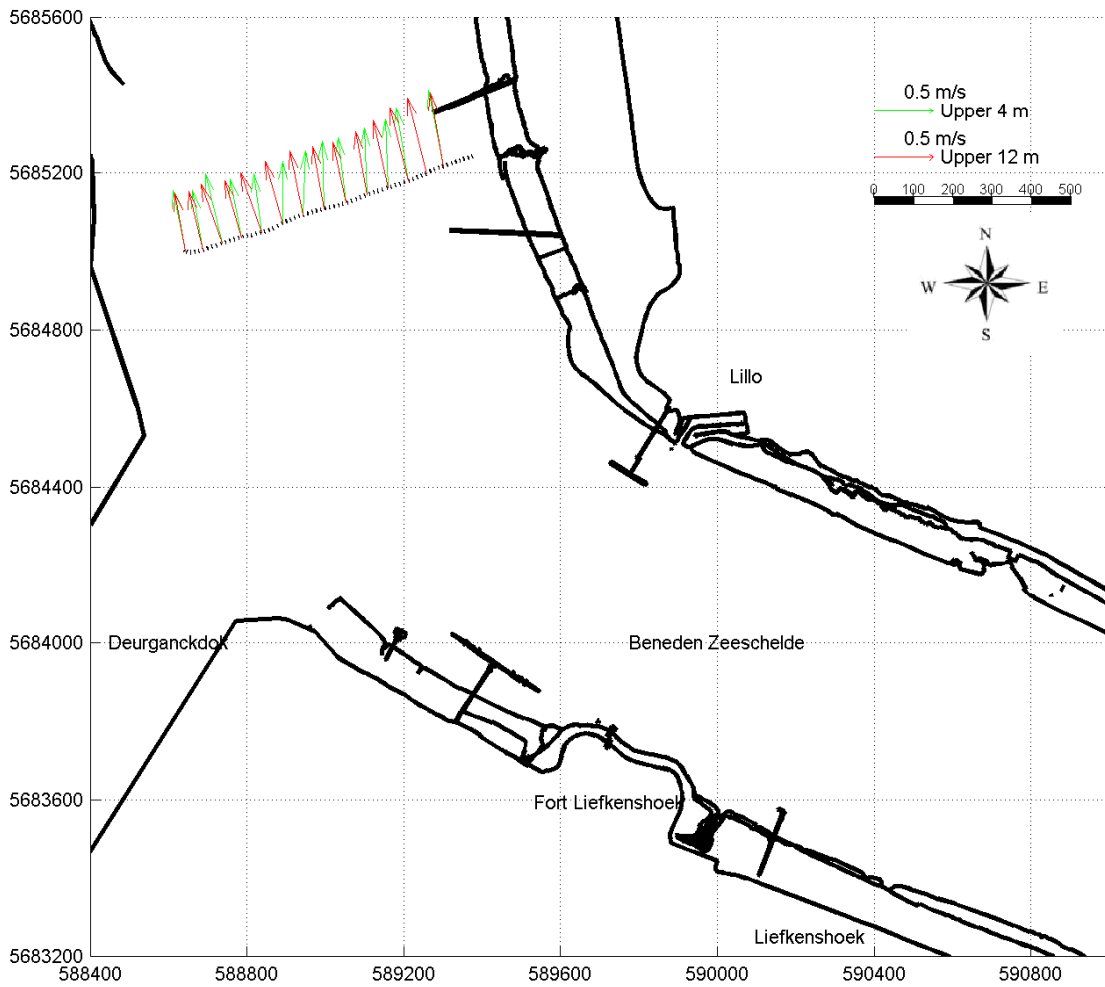 5685600
0.5 m/s
Upper 4 m
0.5 m/s
Upper 12 m
5685200
0 100 200 300 400 500
N
W E
S
5684800
Lillo
5684400
5684000
Deurganckdok
Beneden Zeeschelde
5683600
Fort Liefkenshoek
Liefkenshoek
5683200
588400 588800 589200 589600 590000 590400 590800